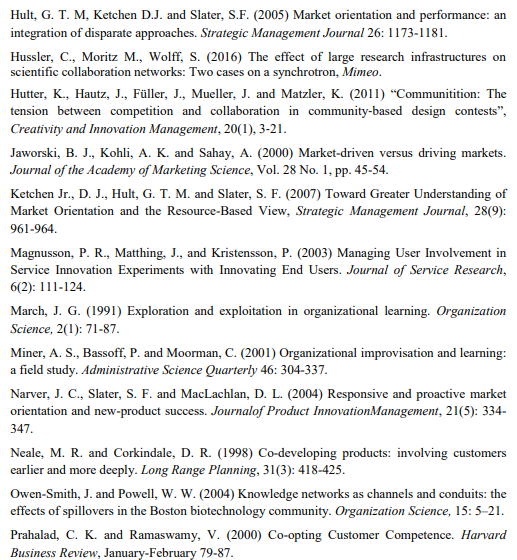 Hult, G. T. M, Ketchen D.J. and Slater, S.F. (2005) Market orientation and performance: an
integration of disparate approaches. Strategic Management Journal 26: 1173-1181.
Hussler, C., Moritz M., Wolff, S. (2016) The effect of large research infrastructures on
scientific collaboration networks: Two cases on a synchrotron, Mimeo.
Hutter, K., Hautz, J., Füller, J., Mueller, J. and Matzler, K. (2011) “Communitition: The
tension between competition and collaboration in community-based design contests”,
Creativity and Innovation Management, 20(1), 3-21.
Jaworski, B. J., Kohli, A. K. and Sahay, A. (2000) Market-driven versus driving markets.
Journal of the Academy of Marketing Science, Vol. 28 No. 1, pp. 45-54.
Ketchen Jr., D. J., Hult, G. T. M. and Slater, S. F. (2007) Toward Greater Understanding of
Market Orientation and the Resource-Based View, Strategic Management Journal, 28(9):
961-964.
Magnusson, P. R., Matthing, J., and Kristensson, P. (2003) Managing User Involvement in
Service Innovation Experiments with Innovating End Users. Journal of Service Research,
6(2): 111-124.
March, J. G. (1991) Exploration and exploitation in organizational learning. Organization
Science, 2(1): 71-87.
Miner, A. S., Bassoff, P. and Moorman, C. (2001) Organizational improvisation and learning:
a field study. Administrative Science Quarterly 46: 304-337.
Narver, J. C., Slater, S. F. and MacLachlan, D. L. (2004) Responsive and proactive market
orientation and new-product success. Journalof Product InnovationManagement, 21(5): 334-
347.
Neale, M. R. and Corkindale, D. R. (1998) Co-developing products: involving customers
earlier and more deeply. Long Range Planning, 31(3): 418-425.
Owen-Smith, J. and Powell, W. W. (2004) Knowledge networks as channels and conduits: the
effects of spillovers in the Boston biotechnology community. Organization Science, 15: 5–21.
Prahalad, C. K. and Ramaswamy, V. (2000) Co-opting Customer Competence. Harvard
Business Review, January-February 79-87.